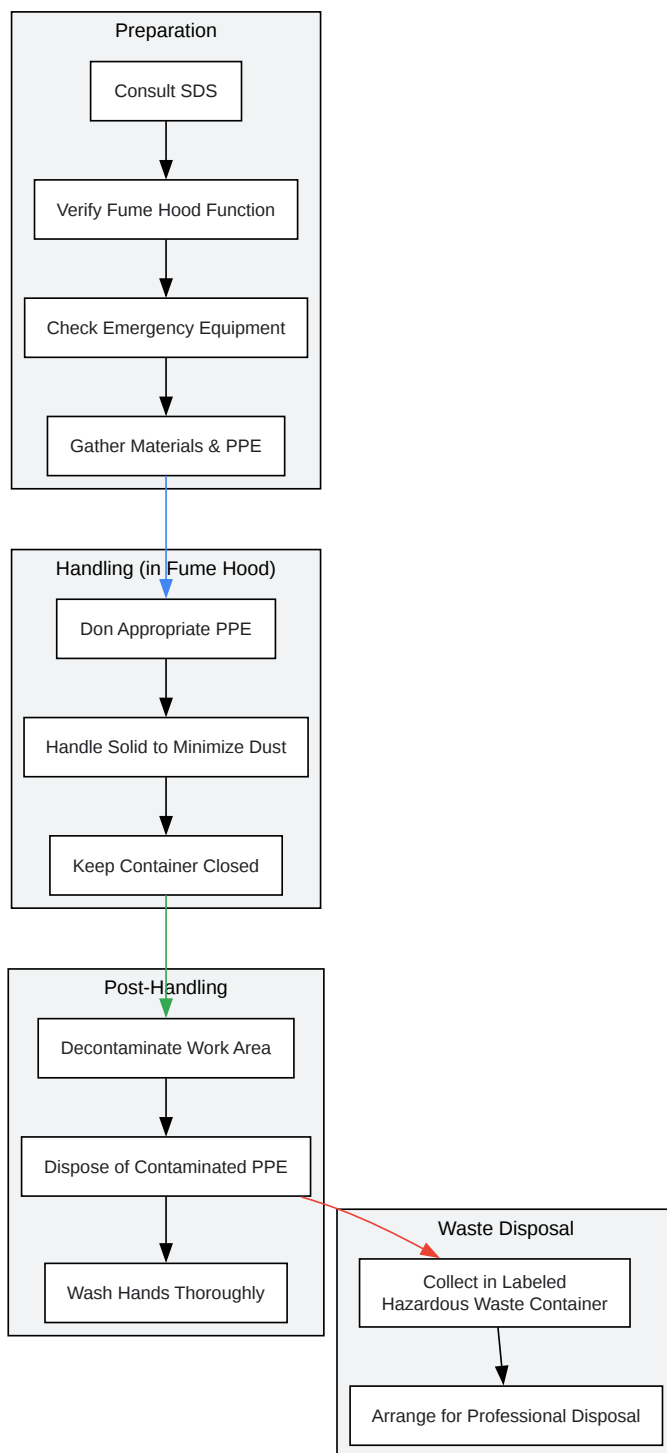 Preparation
Consult SDS
Verify Fume Hood Function
Check Emergency Equipment
Gather Materials & PPE
Handling (in Fume Hood)
Don Appropriate PPE
Handle Solid to Minimize Dust
Keep Container Closed
Post-Handling
Decontaminate Work Area
Dispose of Contaminated PPE
Wash Hands Thoroughly
Waste Disposal
Collect in Labeled
Hazardous Waste Container
Arrange for Professional Disposal